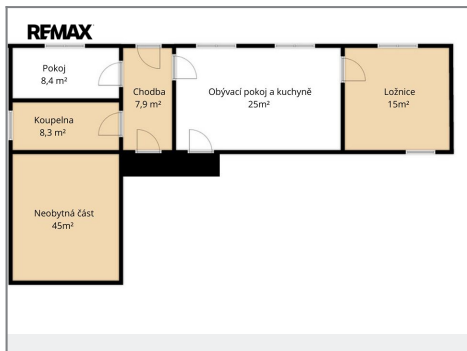 RE/MAX
Pokoj
8,4 m²
Chodba
7,9 m²
Obývací pokoj a kuchyně
25m²
Ložnice
15m²
Koupelna
8,3 m²
Neobytná část
45m²